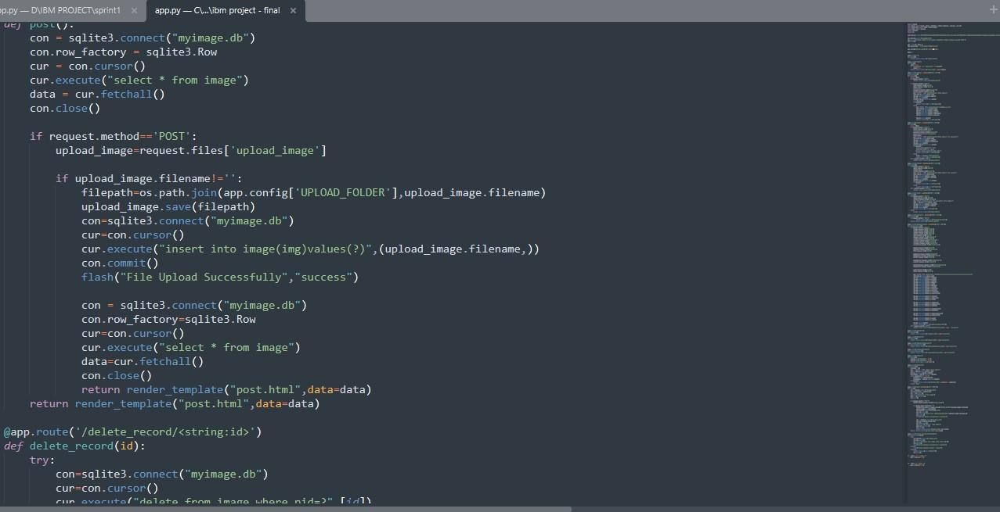 pp.py — D\IBM PROJECT\sprint1 × app.py — C\...\ibm project - final × +
def post():
    con = sqlite3.connect("myimage.db")
    con.row_factory = sqlite3.Row
    cur = con.cursor()
    cur.execute("select * from image")
    data = cur.fetchall()
    con.close()
    if request.method=='POST':
        upload_image=request.files['upload_image']
        if upload_image.filename!='':
            filepath=os.path.join(app.config['UPLOAD_FOLDER'],upload_image.filename)
            upload_image.save(filepath)
            con=sqlite3.connect("myimage.db")
            cur=con.cursor()
            cur.execute("insert into image(img)values(?)",(upload_image.filename,))
            con.commit()
            flash("File Upload Successfully","success")
            con = sqlite3.connect("myimage.db")
            con.row_factory=sqlite3.Row
            cur=con.cursor()
            cur.execute("select * from image")
            data=cur.fetchall()
            con.close()
            return render_template("post.html",data=data)
    return render_template("post.html",data=data)
@app.route('/delete_record/<string:id>')
def delete_record(id):
    try:
        con=sqlite3.connect("myimage.db")
        cur=con.cursor()
        cur.execute("delete from image where pid=?",[id])